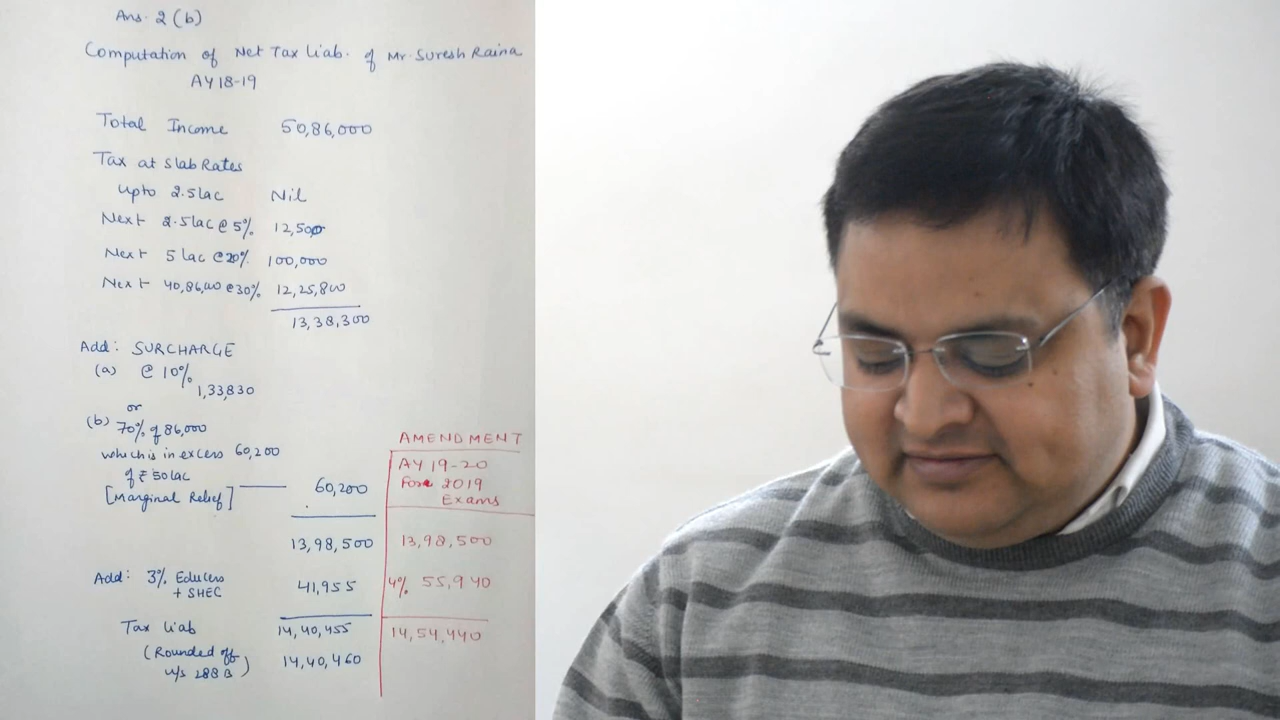 Ans. 2 (b)
Computation of Net Tax Liab. of Mr. Suresh Raina
AY 18-19
Total Income 50,86,000
Tax at Slab Rates
Upto 2.5 lac Nil
Next 2.5 lac @ 5% 12,500
Next 5 lac @ 20% 100,000
Next 40,86,000 @ 30% 12,25,800
13,38,300
Add: SURCHARGE
(a) @ 10%
1,33,830
or
(b) 70% of 86,000
which is in excess 60,200
of ₹ 50 lac
[Marginal Relief] 60,200
13,98,500
Add: 3% Educess 41,955
+ SHEC
Tax liab 14,40,455
(Rounded off 14,40,460
u/s 288 B)
AMENDMENT
AY 19-20
For 2019
Exams
13,98,500
4% 55,940
14,54,440